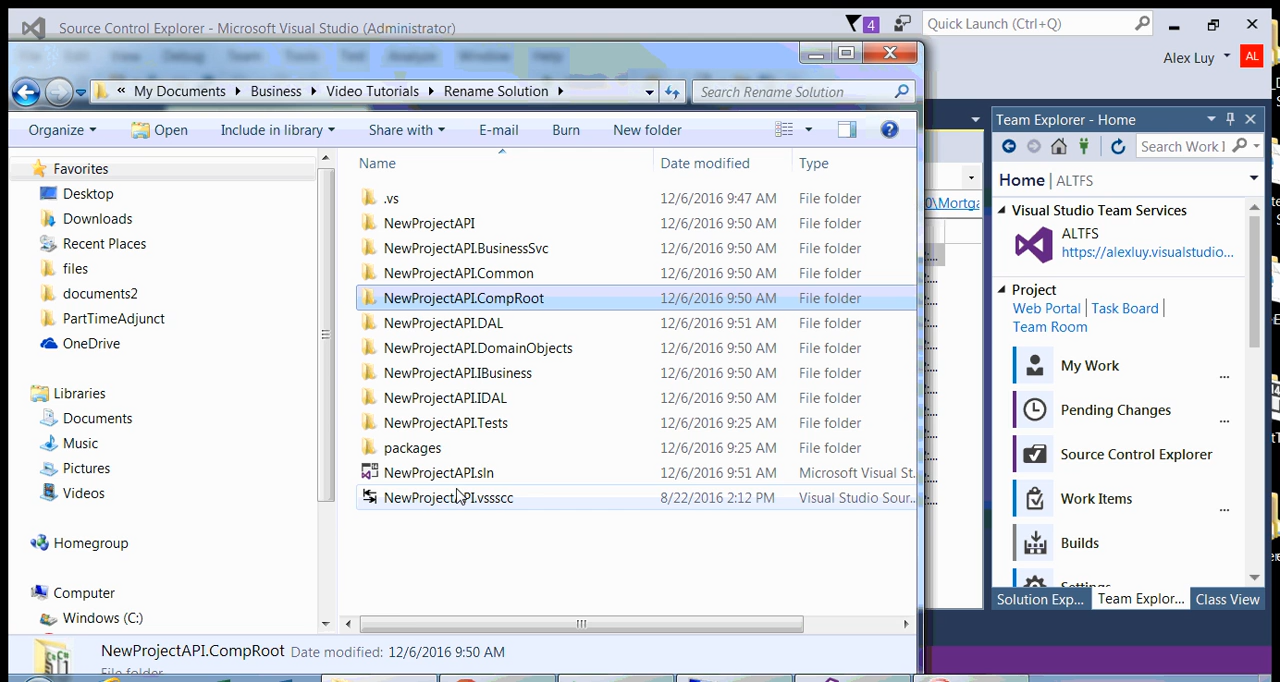 Source Control Explorer - Microsoft Visual Studio (Administrator)
4
Quick Launch (Ctrl+Q)
Alex Luy
AL
« My Documents Business Video Tutorials Rename Solution
Search Rename Solution
Organize Open Include in library Share with E-mail Burn New folder
Name Date modified Type
Favorites
Desktop
Downloads
Recent Places
files
documents2
PartTimeAdjunct
OneDrive
Libraries
Documents
Music
Pictures
Videos
Homegroup
Computer
Windows (C:)
.vs 12/6/2016 9:47 AM File folder
NewProjectAPI 12/6/2016 9:50 AM File folder
NewProjectAPI.BusinessSvc 12/6/2016 9:50 AM File folder
NewProjectAPI.Common 12/6/2016 9:50 AM File folder
NewProjectAPI.CompRoot 12/6/2016 9:50 AM File folder
NewProjectAPI.DAL 12/6/2016 9:51 AM File folder
NewProjectAPI.DomainObjects 12/6/2016 9:50 AM File folder
NewProjectAPI.IBusiness 12/6/2016 9:50 AM File folder
NewProjectAPI.IDAL 12/6/2016 9:50 AM File folder
NewProjectAPI.Tests 12/6/2016 9:25 AM File folder
packages 12/6/2016 9:25 AM File folder
NewProjectAPI.sln 12/6/2016 9:51 AM Microsoft Visual St...
NewProjectAPI.vssscc 8/22/2016 2:12 PM Visual Studio Sour...
NewProjectAPI.CompRoot Date modified: 12/6/2016 9:50 AM
File folder
0\Mortga
Team Explorer - Home
Search Work I
Home | ALTFS
Visual Studio Team Services
ALTFS
https://alexluy.visualstudio...
Project
Web Portal | Task Board |
Team Room
My Work
...
Pending Changes
...
Source Control Explorer
Work Items
...
Builds
Settings
Solution Exp... Team Explor... Class View